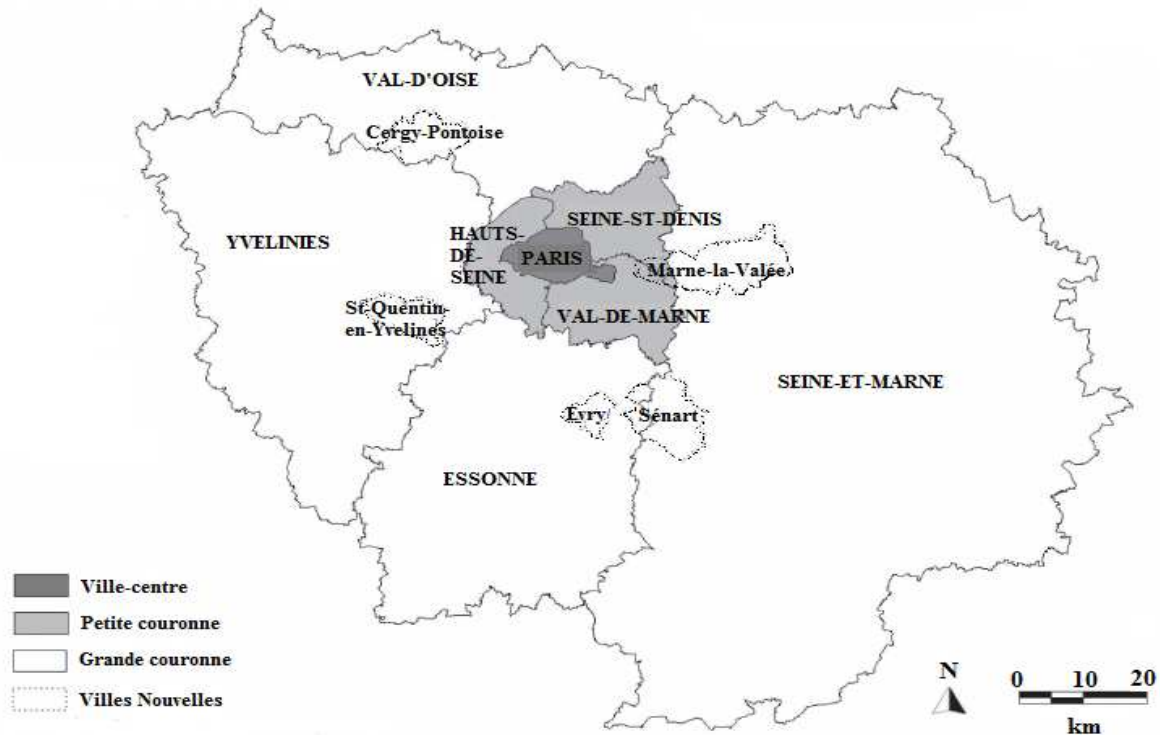 VAL-D'OISE
Cergy-Pontoise
SEINE-ST-DENIS
HAUTS-
DE-
SEINE
YVELINIES
PARIS
Marne-la-Valée
St-Quentin-
en-Yvelines
VAL-DE-MARNE
SEINE-ET-MARNE
Évry
Sénart
ESSONNE
Ville-centre
Petite couronne
Grande couronne
Villes Nouvelles
N
0 10 20
km